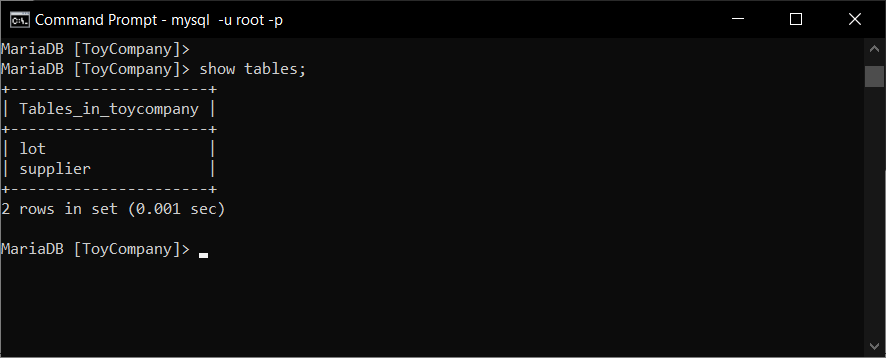 Command Prompt - mysql  -u root -p
MariaDB [ToyCompany]>
MariaDB [ToyCompany]> show tables;
+----------------------+
| Tables_in_toycompany |
+----------------------+
| lot                  |
| supplier             |
+----------------------+
2 rows in set (0.001 sec)

MariaDB [ToyCompany]> _